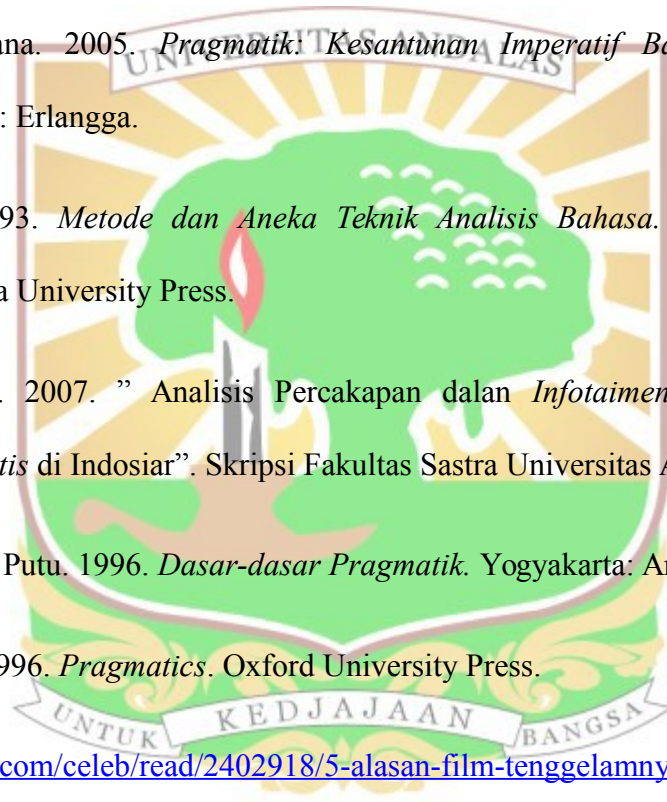 ana. 2005. Pragmatik: Kesantunan Imperatif Ba
UNIVERSITAS ANDALAS
: Erlangga.
93. Metode dan Aneka Teknik Analisis Bahasa.
a University Press.
. 2007. ” Analisis Percakapan dalan Infotaimen
tis di Indosiar”. Skripsi Fakultas Sastra Universitas A
Putu. 1996. Dasar-dasar Pragmatik. Yogyakarta: An
996. Pragmatics. Oxford University Press.
UNTUK KEDJAJAAN BANGSA
.com/celeb/read/2402918/5-alasan-film-tenggelamny